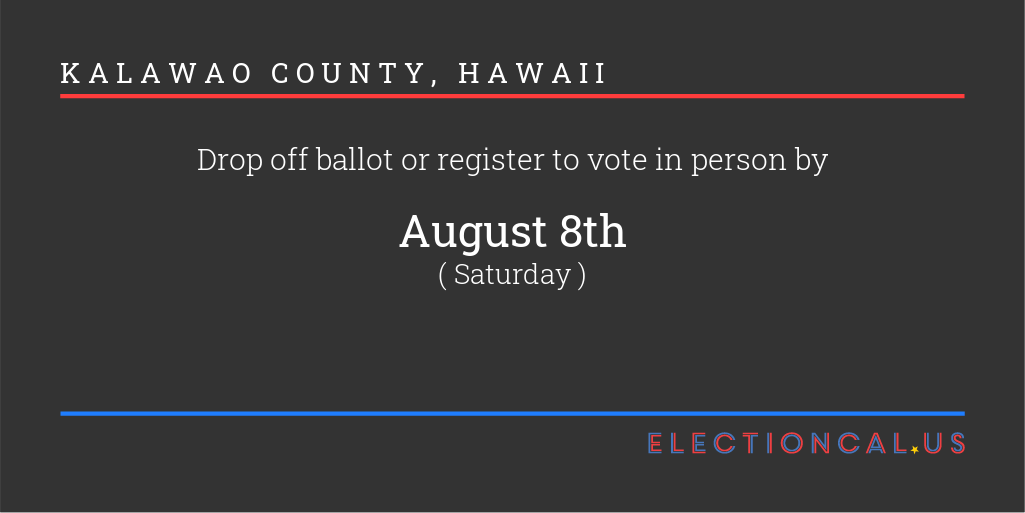 KALAWAO COUNTY, HAWAII
Drop off ballot or register to vote in person by
August 8th
( Saturday )
ELECTIONCAL.US